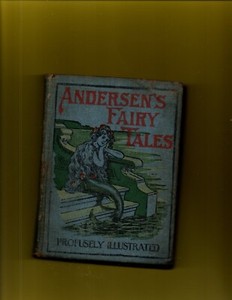 ANDERSEN'S
FAIRY
TALES
PROFUSELY ILLUSTRATED